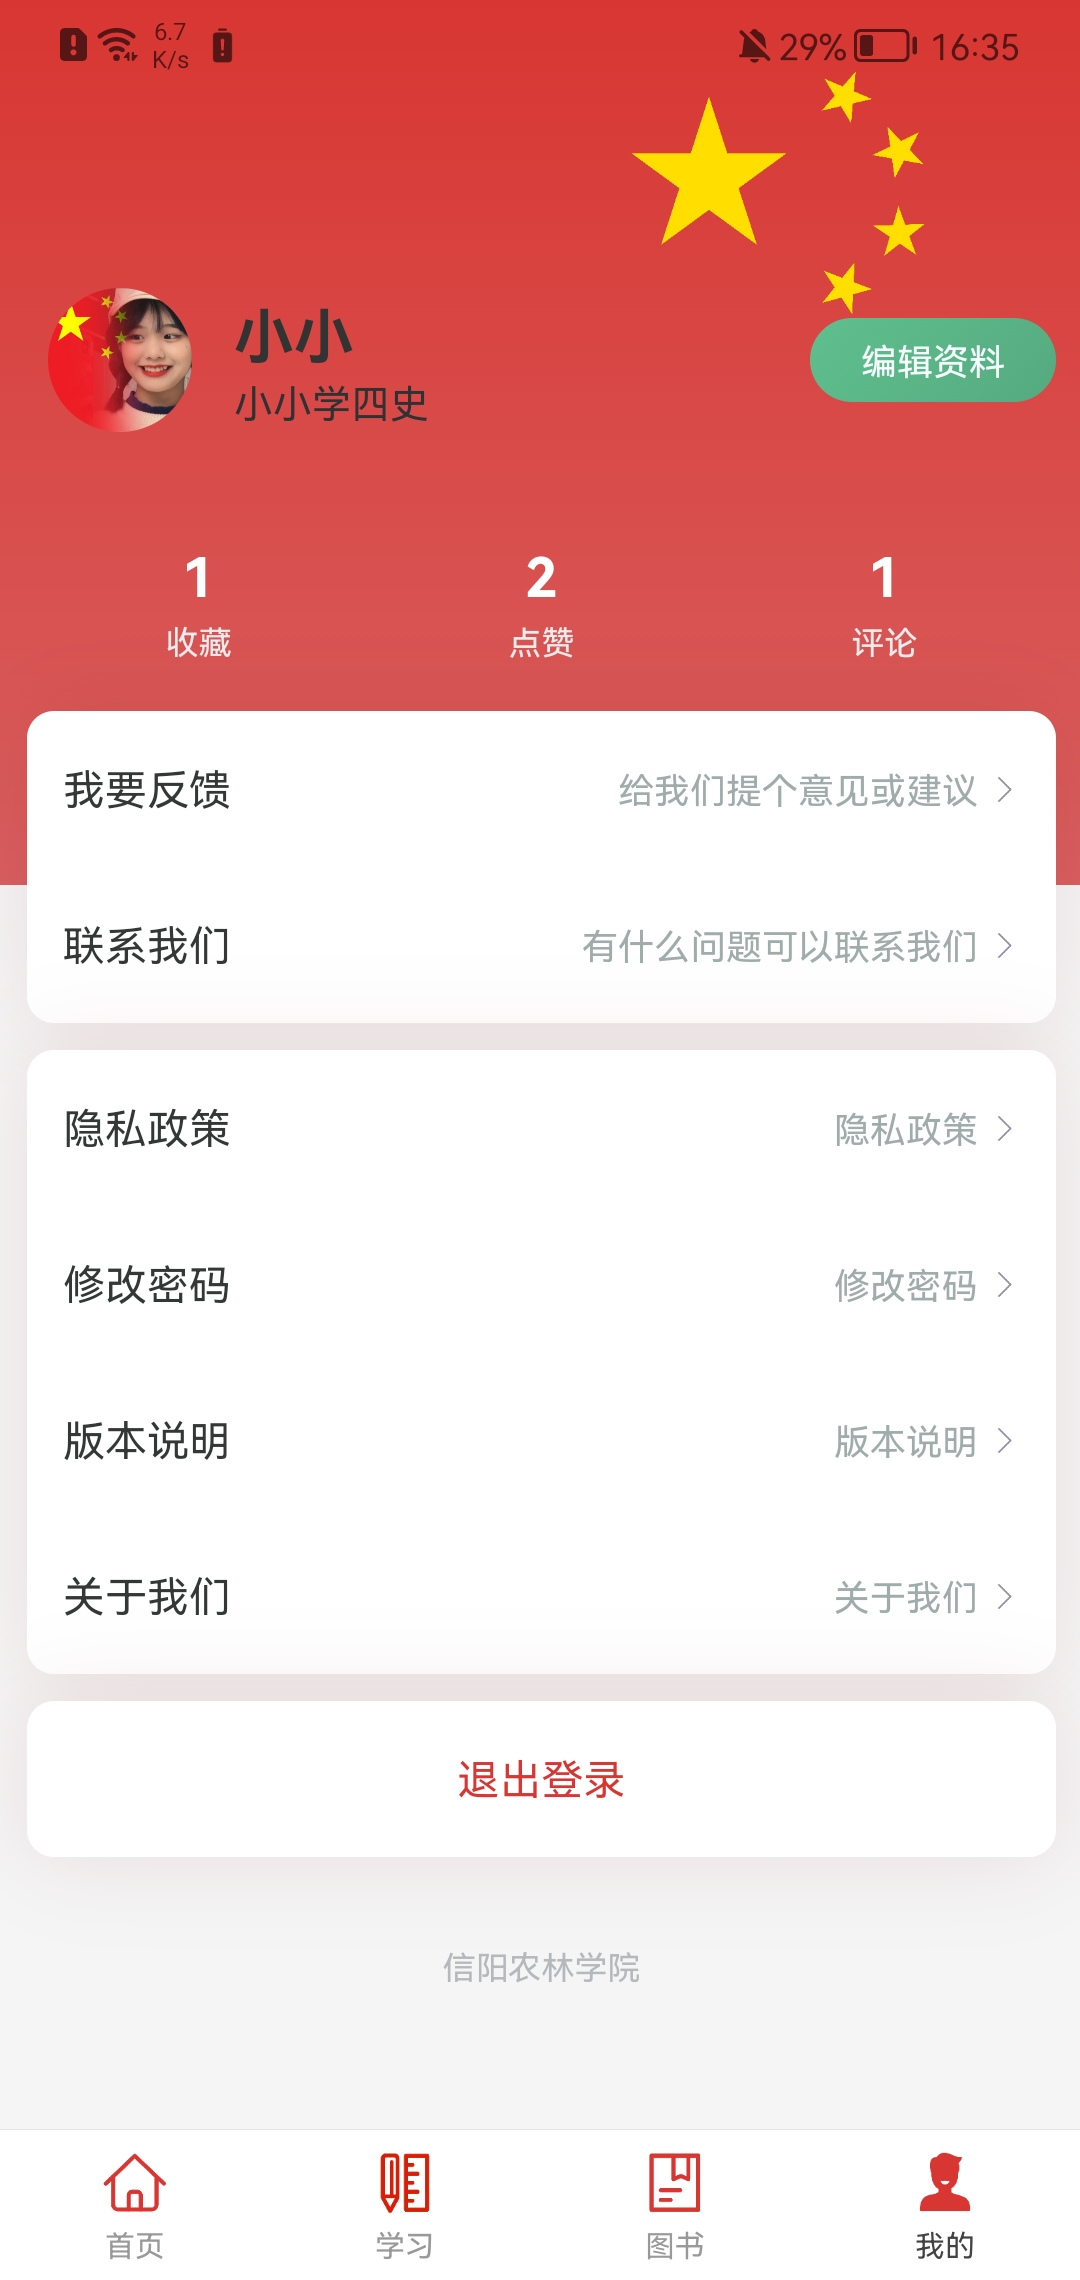 6.7
K/s
29%
16:35
小小
小小学四史
编辑资料
1
2
1
收藏
点赞
评论
我要反馈
给我们提个意见或建议
联系我们
有什么问题可以联系我们
隐私政策
隐私政策
修改密码
修改密码
版本说明
版本说明
关于我们
关于我们
退出登录
信阳农林学院
首页
学习
图书
我的